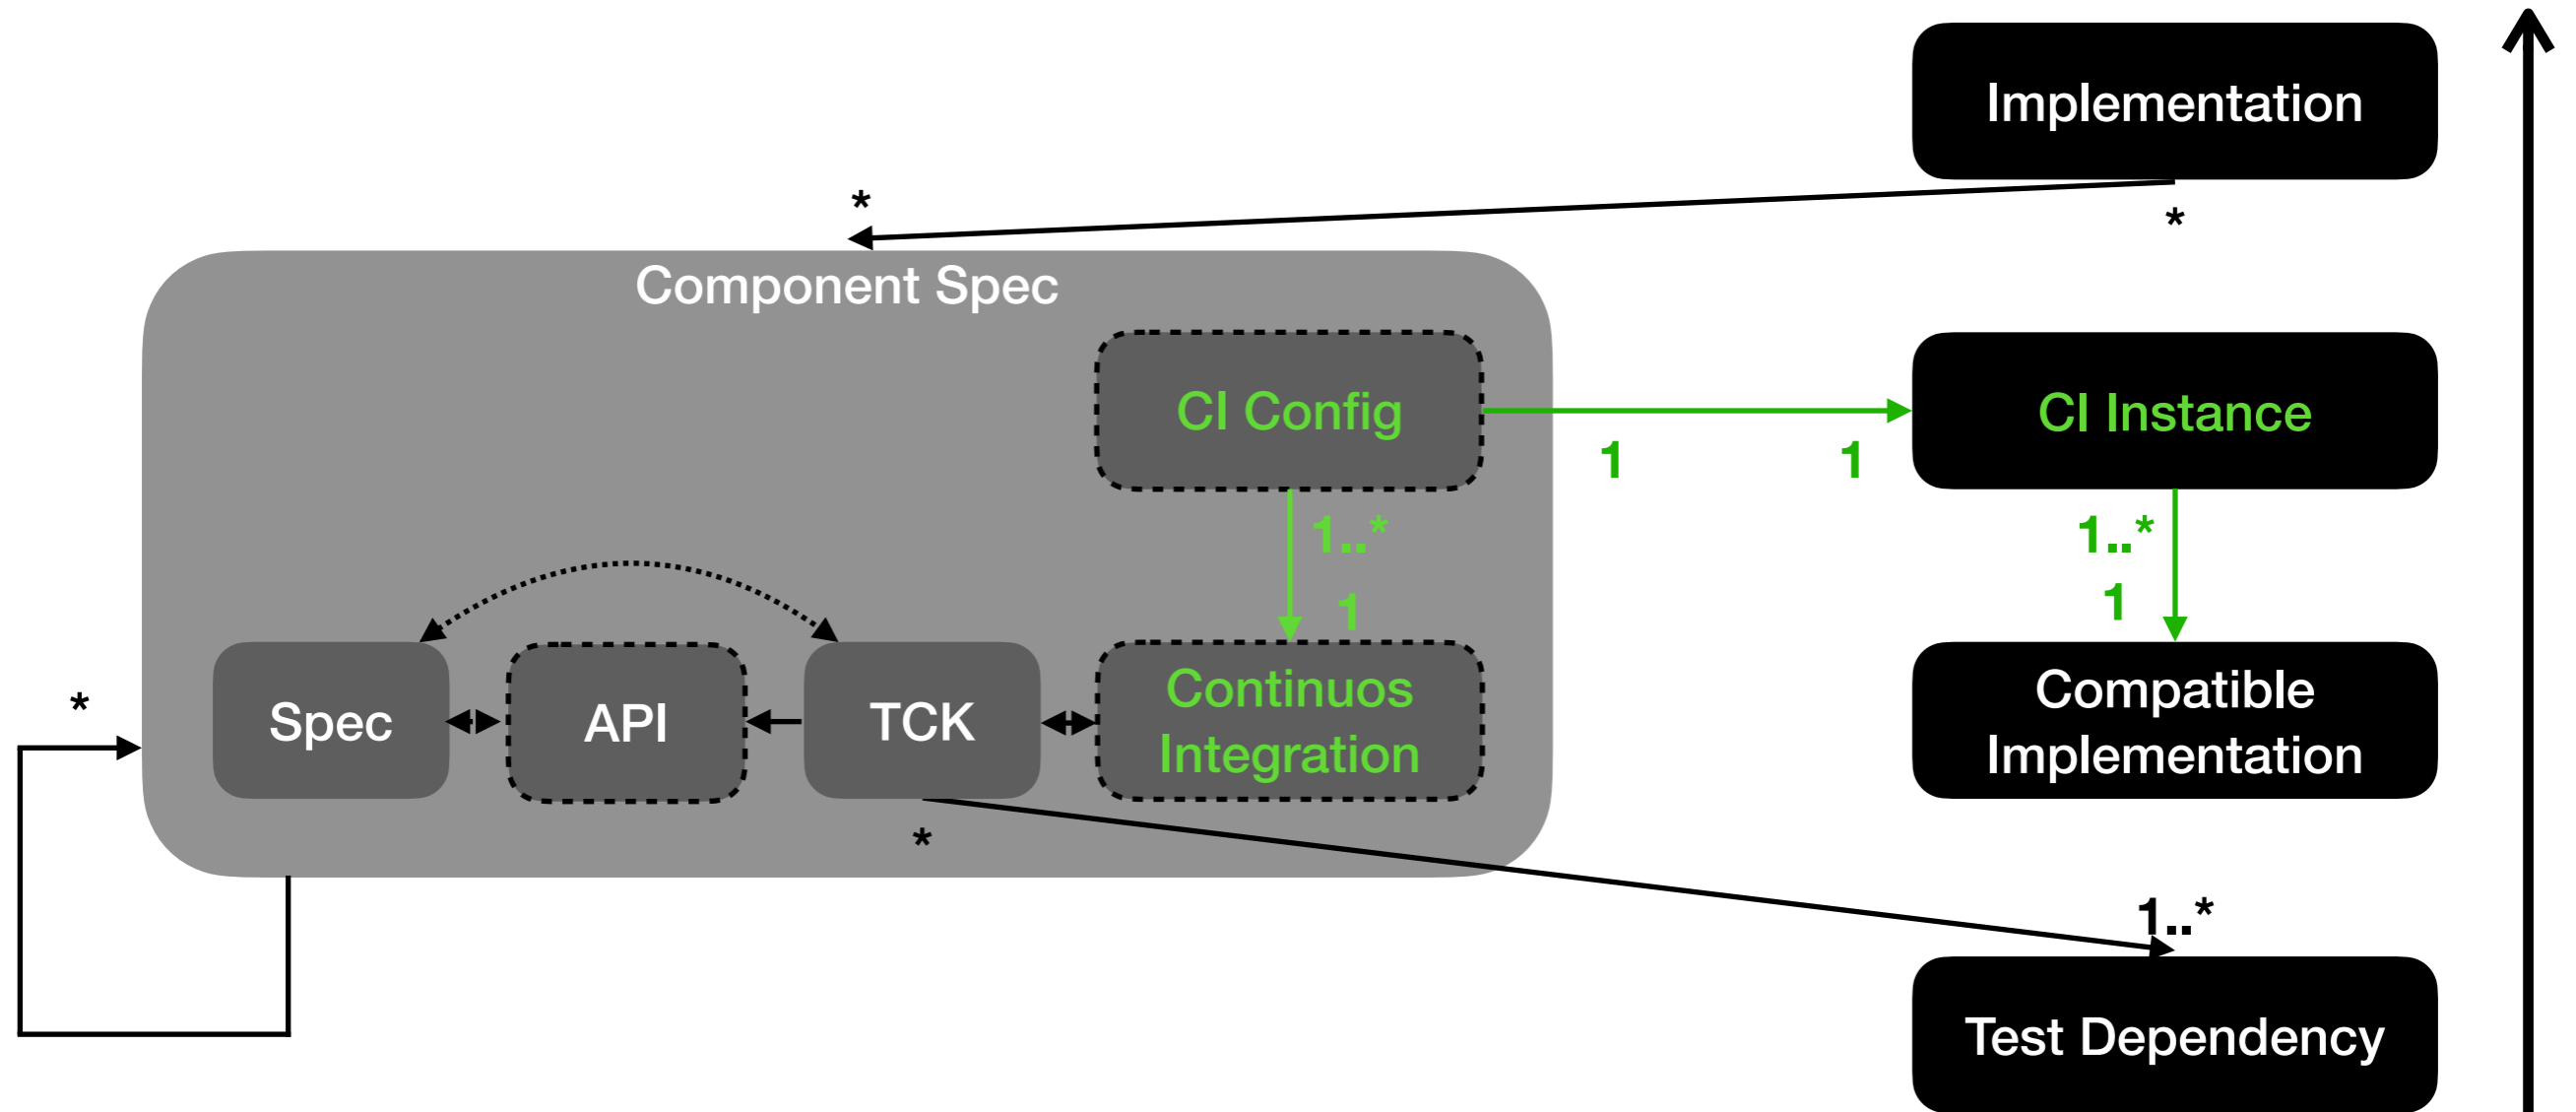 Implementation
*
*
Component Spec
CI Config
CI Instance
1
1
1..*
1..*
1
1
*
Spec
API
TCK
Continuos
Integration
Compatible
Implementation
*
1..*
Test Dependency